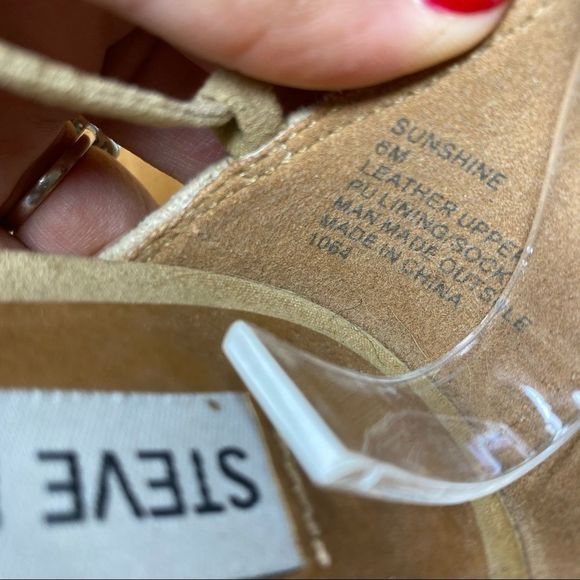 SUNSHINE
6M
LEATHER UPPER
PU LINING/SOCK
MAN MADE OUTSOLE
MADE IN CHINA
1064
STEVE